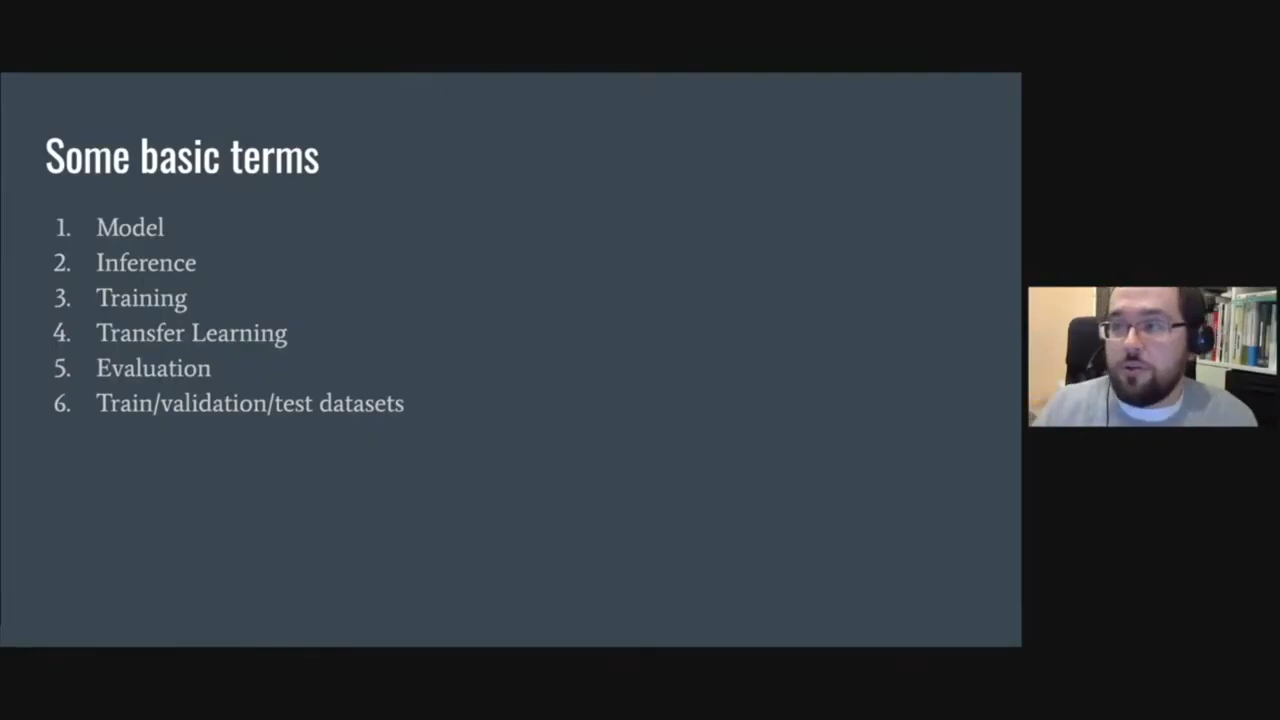 Some basic terms
1. Model
2. Inference
3. Training
4. Transfer Learning
5. Evaluation
6. Train/validation/test datasets